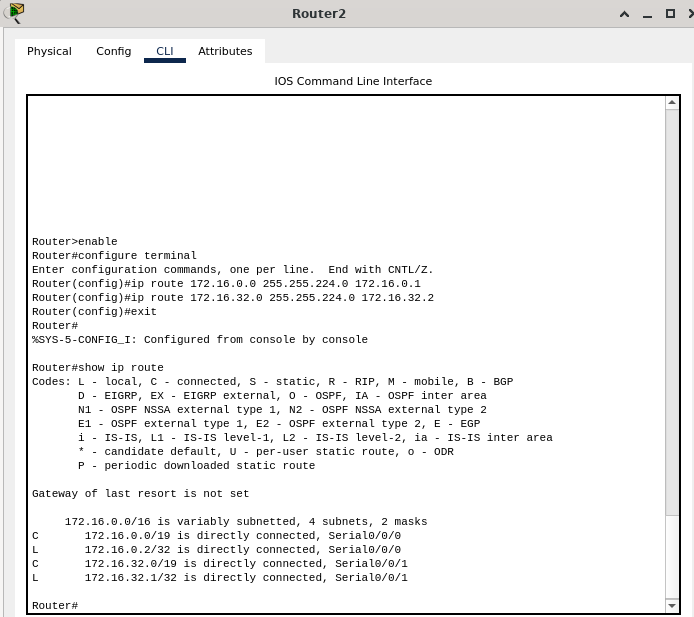 Router2
Physical Config CLI Attributes
IOS Command Line Interface
Router>enable
Router#configure terminal
Enter configuration commands, one per line.  End with CNTL/Z.
Router(config)#ip route 172.16.0.0 255.255.224.0 172.16.0.1
Router(config)#ip route 172.16.32.0 255.255.224.0 172.16.32.2
Router(config)#exit
Router#
%SYS-5-CONFIG_I: Configured from console by console
Router#show ip route
Codes: L - local, C - connected, S - static, R - RIP, M - mobile, B - BGP
       D - EIGRP, EX - EIGRP external, O - OSPF, IA - OSPF inter area
       N1 - OSPF NSSA external type 1, N2 - OSPF NSSA external type 2
       E1 - OSPF external type 1, E2 - OSPF external type 2, E - EGP
       i - IS-IS, L1 - IS-IS level-1, L2 - IS-IS level-2, ia - IS-IS inter area
       * - candidate default, U - per-user static route, o - ODR
       P - periodic downloaded static route
Gateway of last resort is not set
     172.16.0.0/16 is variably subnetted, 4 subnets, 2 masks
C       172.16.0.0/19 is directly connected, Serial0/0/0
L       172.16.0.2/32 is directly connected, Serial0/0/0
C       172.16.32.0/19 is directly connected, Serial0/0/1
L       172.16.32.1/32 is directly connected, Serial0/0/1
Router#